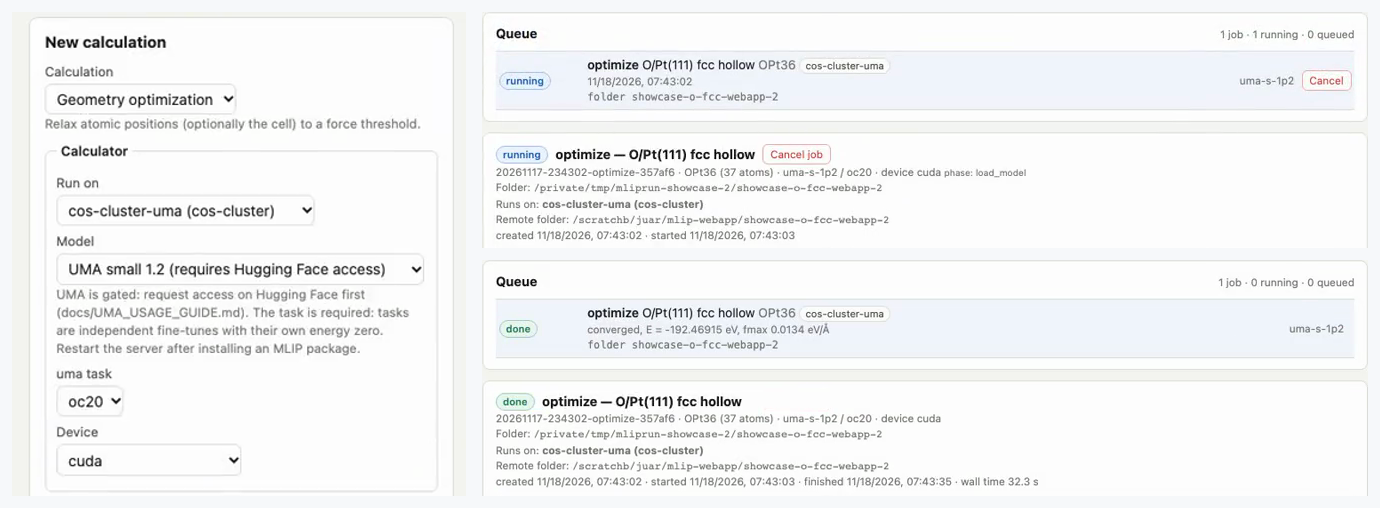 New calculation
Calculation
Geometry optimization
Relax atomic positions (optionally the cell) to a force threshold.
Calculator
Run on
cos-cluster-uma (cos-cluster)
Model
UMA small 1.2 (requires Hugging Face access)
UMA is gated: request access on Hugging Face first
(docs/UMA_USAGE_GUIDE.md). The task is required: tasks
are independent fine-tunes with their own energy zero.
Restart the server after installing an MLIP package.
uma task
oc20
Device
cuda
Queue
1 job · 1 running · 0 queued
running
optimize O/Pt(111) fcc hollow OPt36 cos-cluster-uma
11/18/2026, 07:43:02
folder showcase-o-fcc-webapp-2
uma-s-1p2 Cancel
running optimize — O/Pt(111) fcc hollow Cancel job
20261117-234302-optimize-357af6 · OPt36 (37 atoms) · uma-s-1p2 / oc20 · device cuda phase: load_model
Folder: /private/tmp/mliprun-showcase-2/showcase-o-fcc-webapp-2
Runs on: cos-cluster-uma (cos-cluster)
Remote folder: /scratchb/juar/mlip-webapp/showcase-o-fcc-webapp-2
created 11/18/2026, 07:43:02 · started 11/18/2026, 07:43:03
Queue
1 job · 0 running · 0 queued
done
optimize O/Pt(111) fcc hollow OPt36 cos-cluster-uma
converged, E = -192.46915 eV, fmax 0.0134 eV/Å
folder showcase-o-fcc-webapp-2
uma-s-1p2
done optimize — O/Pt(111) fcc hollow
20261117-234302-optimize-357af6 · OPt36 (37 atoms) · uma-s-1p2 / oc20 · device cuda
Folder: /private/tmp/mliprun-showcase-2/showcase-o-fcc-webapp-2
Runs on: cos-cluster-uma (cos-cluster)
Remote folder: /scratchb/juar/mlip-webapp/showcase-o-fcc-webapp-2
created 11/18/2026, 07:43:02 · started 11/18/2026, 07:43:03 · finished 11/18/2026, 07:43:35 · wall time 32.3 s